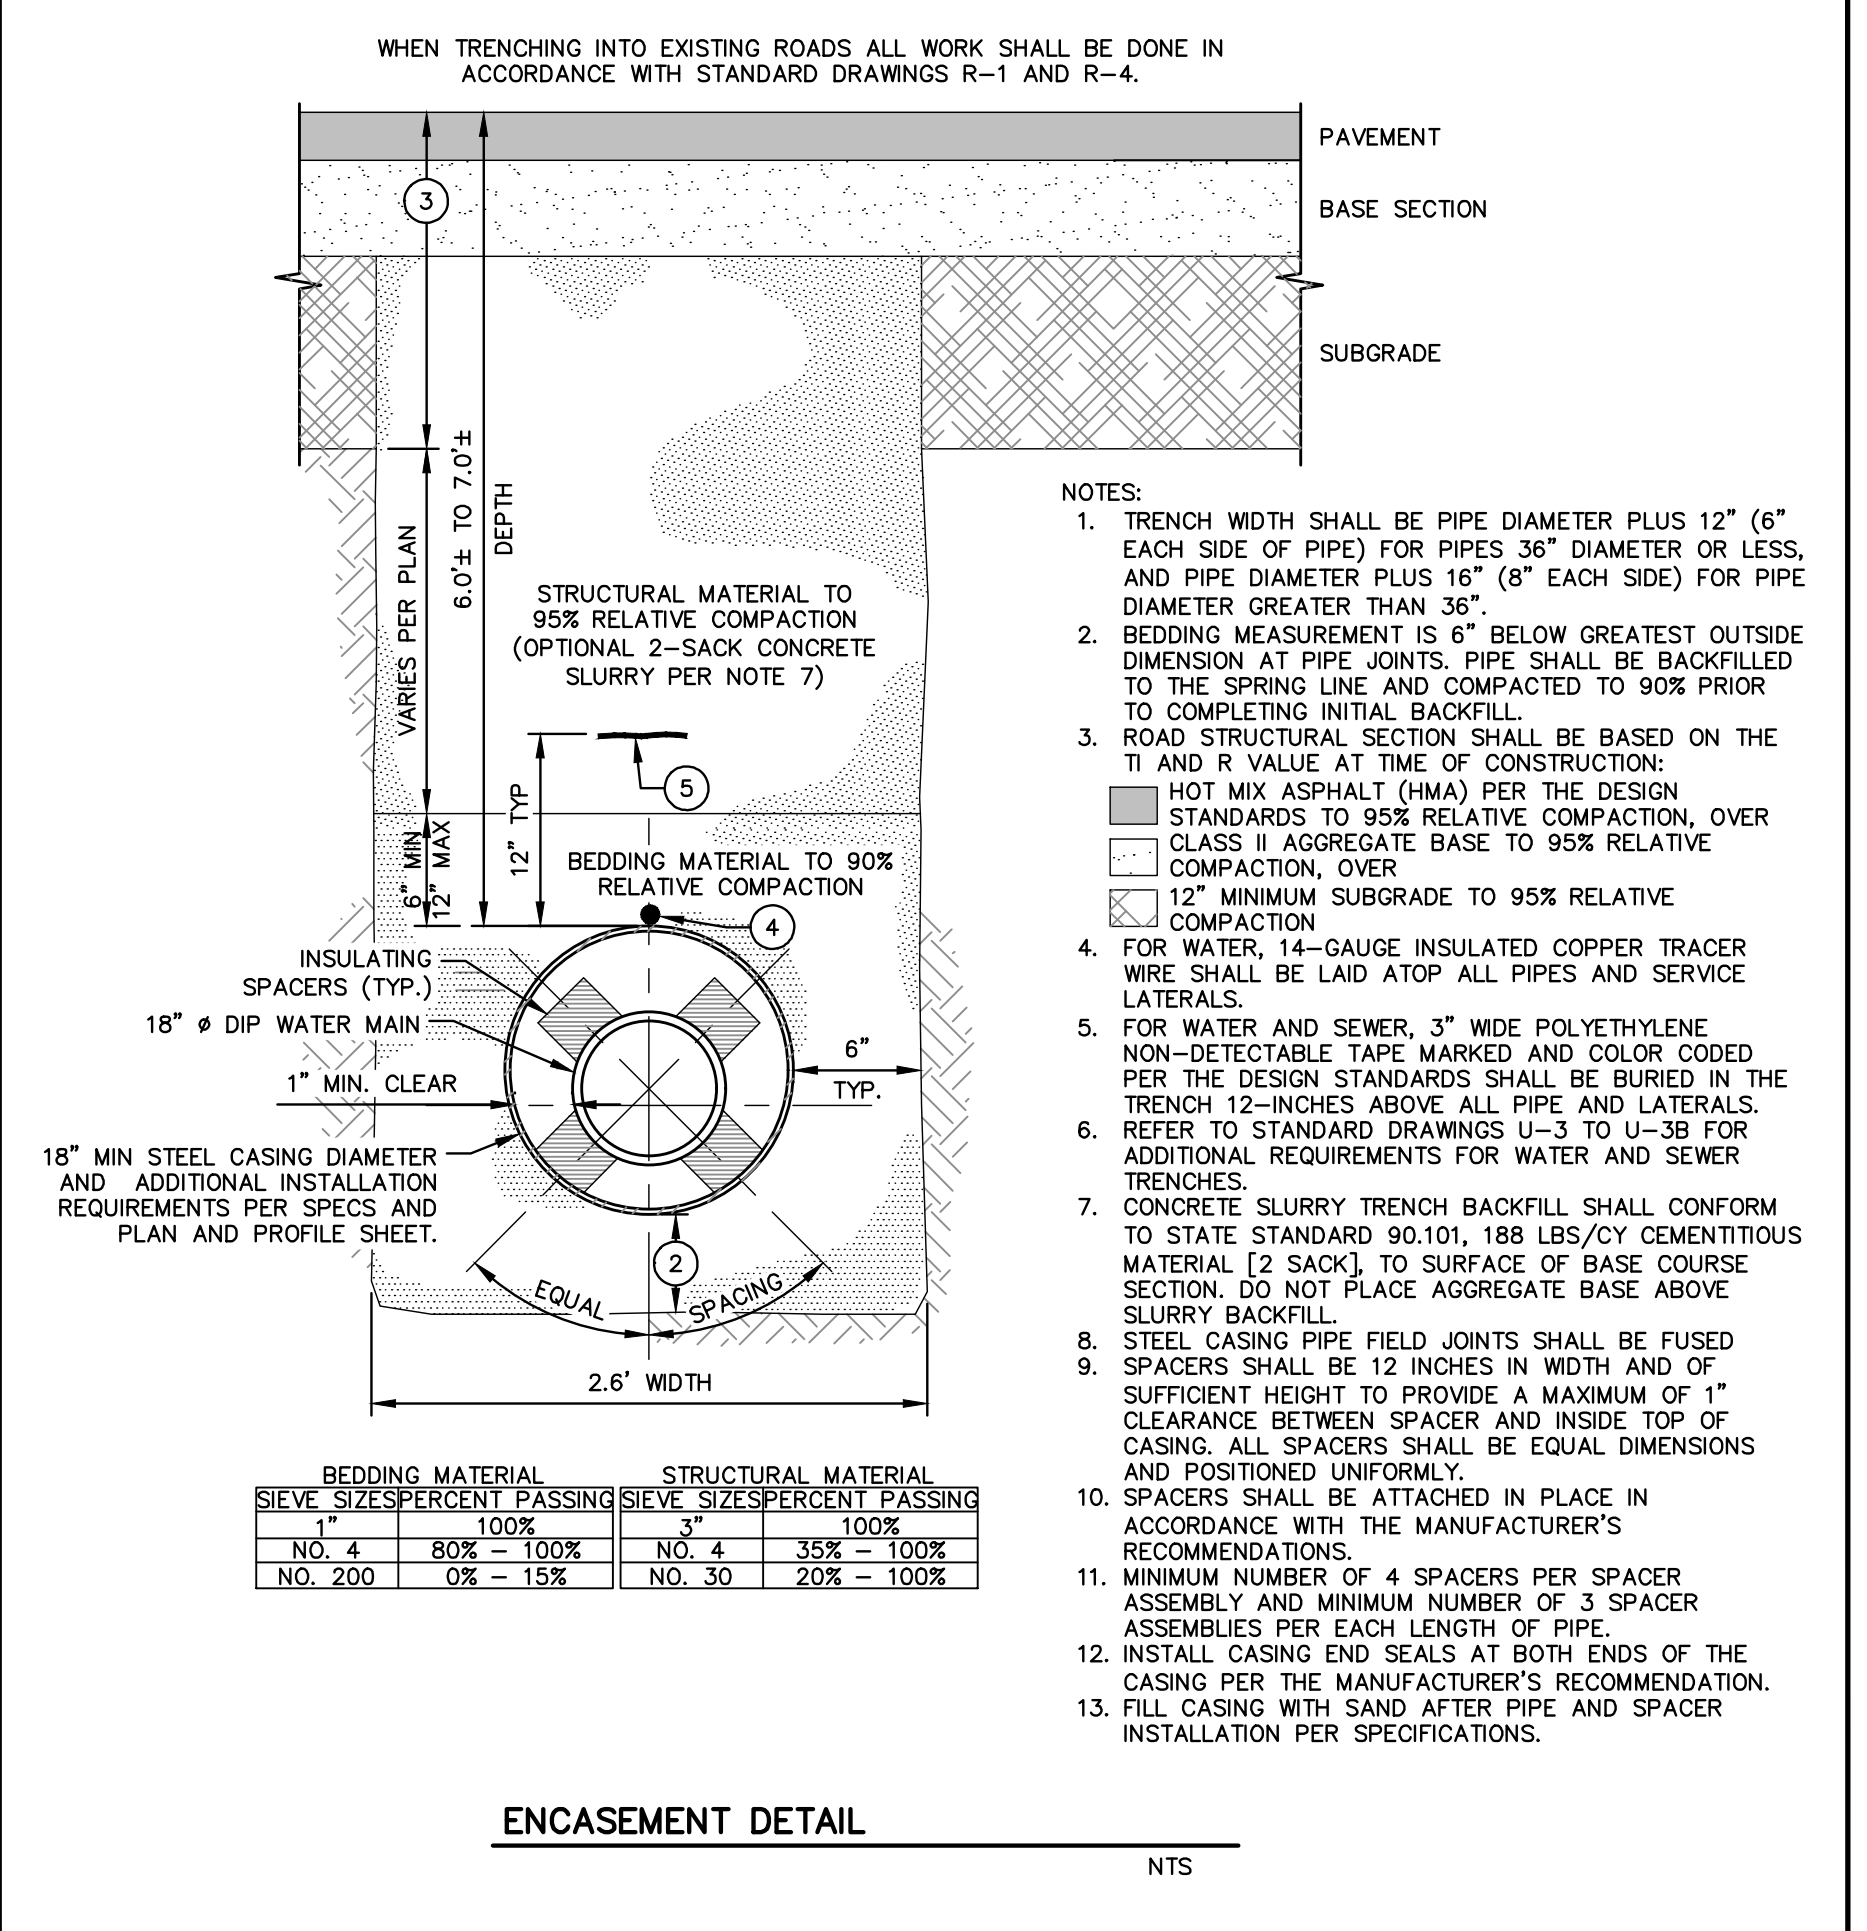 WHEN TRENCHING INTO EXISTING ROADS ALL WORK SHALL BE DONE IN
ACCORDANCE WITH STANDARD DRAWINGS R-1 AND R-4.
PAVEMENT
3
BASE SECTION
SUBGRADE
VARIES PER PLAN
6.0'± TO 7.0'±
DEPTH
STRUCTURAL MATERIAL TO
95% RELATIVE COMPACTION
(OPTIONAL 2-SACK CONCRETE
SLURRY PER NOTE 7)
5
6" MIN
12" MAX
12" TYP
BEDDING MATERIAL TO 90%
RELATIVE COMPACTION
4
INSULATING
SPACERS (TYP.)
18" ø DIP WATER MAIN
1" MIN. CLEAR
6"
TYP.
18" MIN STEEL CASING DIAMETER
AND ADDITIONAL INSTALLATION
REQUIREMENTS PER SPECS AND
PLAN AND PROFILE SHEET.
2
EQUAL SPACING
2.6' WIDTH
NOTES:
1. TRENCH WIDTH SHALL BE PIPE DIAMETER PLUS 12" (6"
EACH SIDE OF PIPE) FOR PIPES 36" DIAMETER OR LESS,
AND PIPE DIAMETER PLUS 16" (8" EACH SIDE) FOR PIPE
DIAMETER GREATER THAN 36".
2. BEDDING MEASUREMENT IS 6" BELOW GREATEST OUTSIDE
DIMENSION AT PIPE JOINTS. PIPE SHALL BE BACKFILLED
TO THE SPRING LINE AND COMPACTED TO 90% PRIOR
TO COMPLETING INITIAL BACKFILL.
3. ROAD STRUCTURAL SECTION SHALL BE BASED ON THE
TI AND R VALUE AT TIME OF CONSTRUCTION:
HOT MIX ASPHALT (HMA) PER THE DESIGN
STANDARDS TO 95% RELATIVE COMPACTION, OVER
CLASS II AGGREGATE BASE TO 95% RELATIVE
COMPACTION, OVER
12" MINIMUM SUBGRADE TO 95% RELATIVE
COMPACTION
4. FOR WATER, 14-GAUGE INSULATED COPPER TRACER
WIRE SHALL BE LAID ATOP ALL PIPES AND SERVICE
LATERALS.
5. FOR WATER AND SEWER, 3" WIDE POLYETHYLENE
NON-DETECTABLE TAPE MARKED AND COLOR CODED
PER THE DESIGN STANDARDS SHALL BE BURIED IN THE
TRENCH 12-INCHES ABOVE ALL PIPE AND LATERALS.
6. REFER TO STANDARD DRAWINGS U-3 TO U-3B FOR
ADDITIONAL REQUIREMENTS FOR WATER AND SEWER
TRENCHES.
7. CONCRETE SLURRY TRENCH BACKFILL SHALL CONFORM
TO STATE STANDARD 90.101, 188 LBS/CY CEMENTITIOUS
MATERIAL [2 SACK], TO SURFACE OF BASE COURSE
SECTION. DO NOT PLACE AGGREGATE BASE ABOVE
SLURRY BACKFILL.
8. STEEL CASING PIPE FIELD JOINTS SHALL BE FUSED
9. SPACERS SHALL BE 12 INCHES IN WIDTH AND OF
SUFFICIENT HEIGHT TO PROVIDE A MAXIMUM OF 1"
CLEARANCE BETWEEN SPACER AND INSIDE TOP OF
CASING. ALL SPACERS SHALL BE EQUAL DIMENSIONS
AND POSITIONED UNIFORMLY.
10. SPACERS SHALL BE ATTACHED IN PLACE IN
ACCORDANCE WITH THE MANUFACTURER'S
RECOMMENDATIONS.
11. MINIMUM NUMBER OF 4 SPACERS PER SPACER
ASSEMBLY AND MINIMUM NUMBER OF 3 SPACER
ASSEMBLIES PER EACH LENGTH OF PIPE.
12. INSTALL CASING END SEALS AT BOTH ENDS OF THE
CASING PER THE MANUFACTURER'S RECOMMENDATION.
13. FILL CASING WITH SAND AFTER PIPE AND SPACER
INSTALLATION PER SPECIFICATIONS.
BEDDING MATERIAL
SIEVE SIZES PERCENT PASSING
1" 100%
NO. 4 80% - 100%
NO. 200 0% - 15%
STRUCTURAL MATERIAL
SIEVE SIZES PERCENT PASSING
3" 100%
NO. 4 35% - 100%
NO. 30 20% - 100%
ENCASEMENT DETAIL
NTS